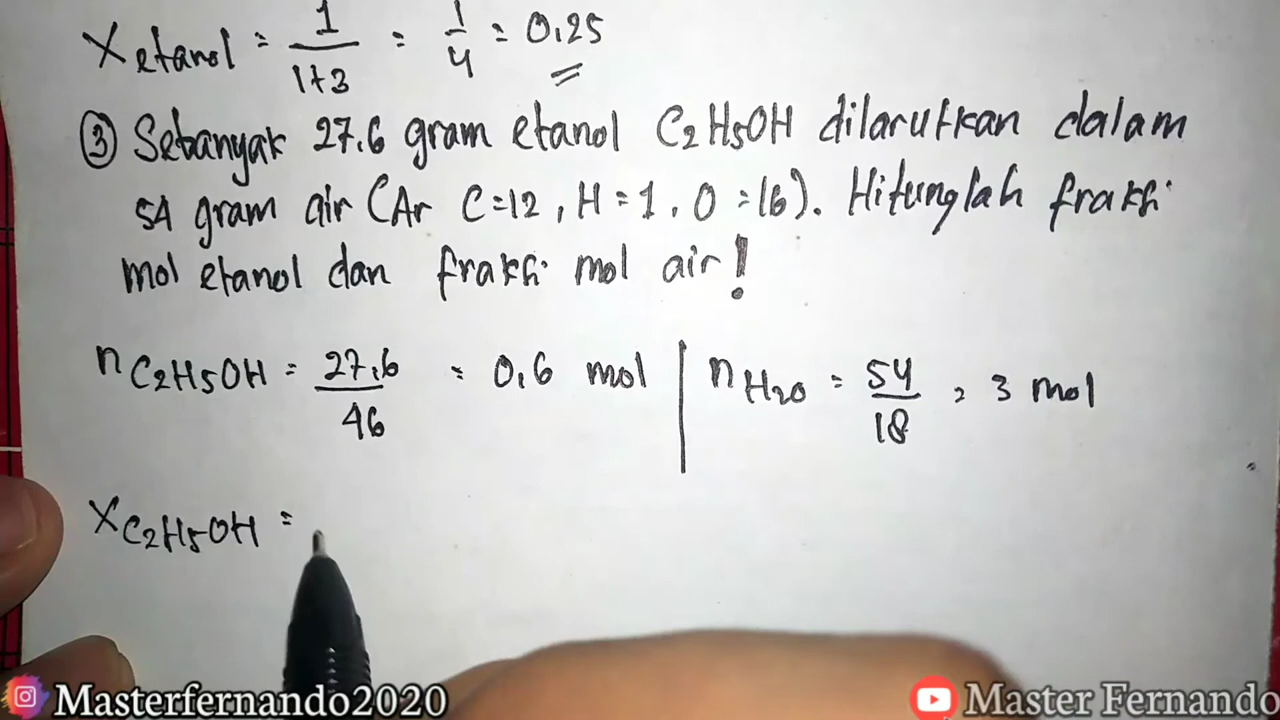 X etanol = 1 / 1+3 = 1/4 = 0,25
③ Sebanyak 27,6 gram etanol C2H5OH dilarutkan dalam
54 gram air (Ar C=12, H=1, O=16). Hitunglah fraksi
mol etanol dan fraksi mol air!
n C2H5OH = 27,6 / 46 = 0,6 mol | n H2O = 54 / 18 = 3 mol
X C2H5OH =
Masterfernando2020
Master Fernando